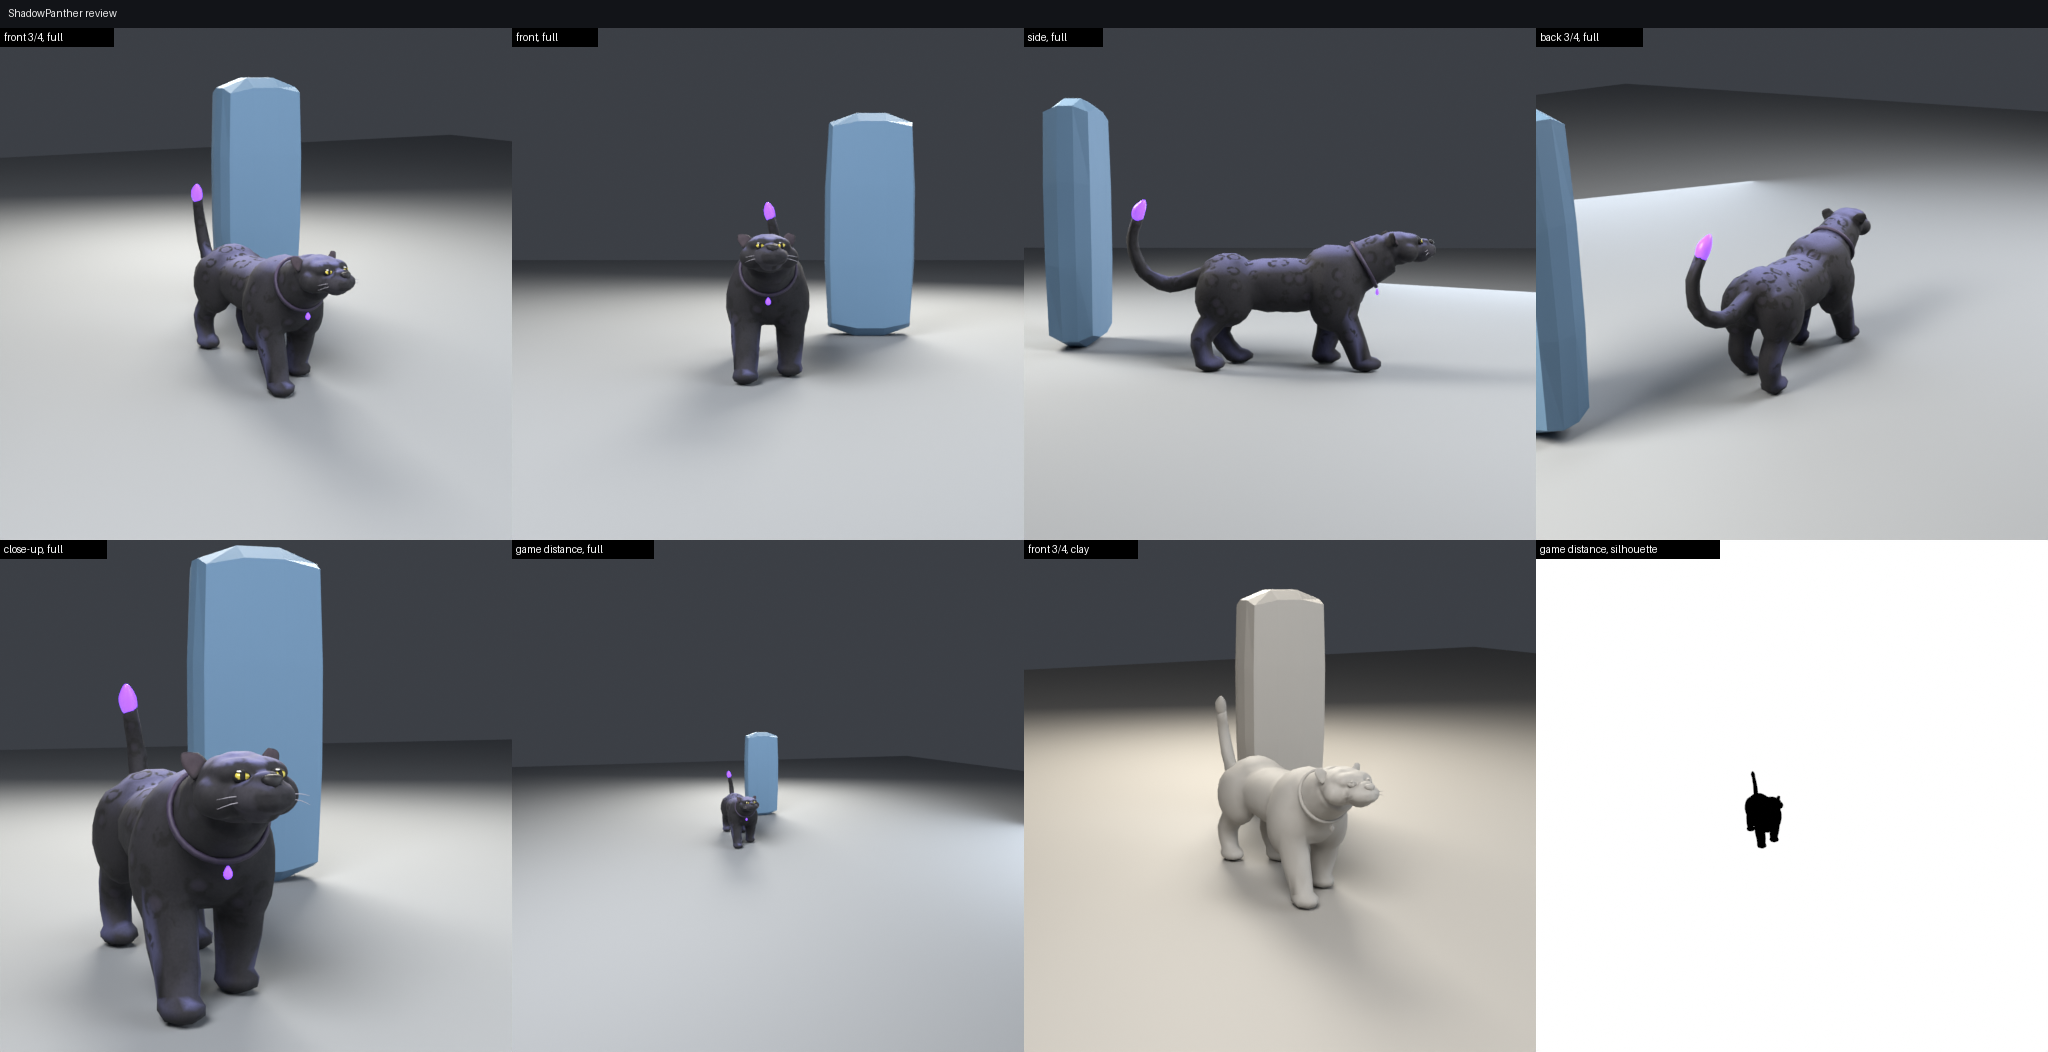 ShadowPanther review
front 3/4, full
front, full
side, full
back 3/4, full
close-up, full
game distance, full
front 3/4, clay
game distance, silhouette